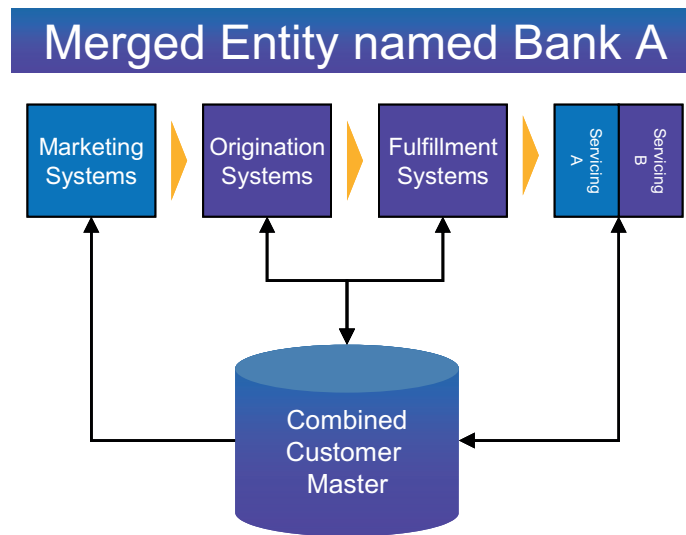 Merged Entity named Bank A
Marketing
Systems
Origination
Systems
Fulfillment
Systems
Servicing
A
Servicing
B
Combined
Customer
Master